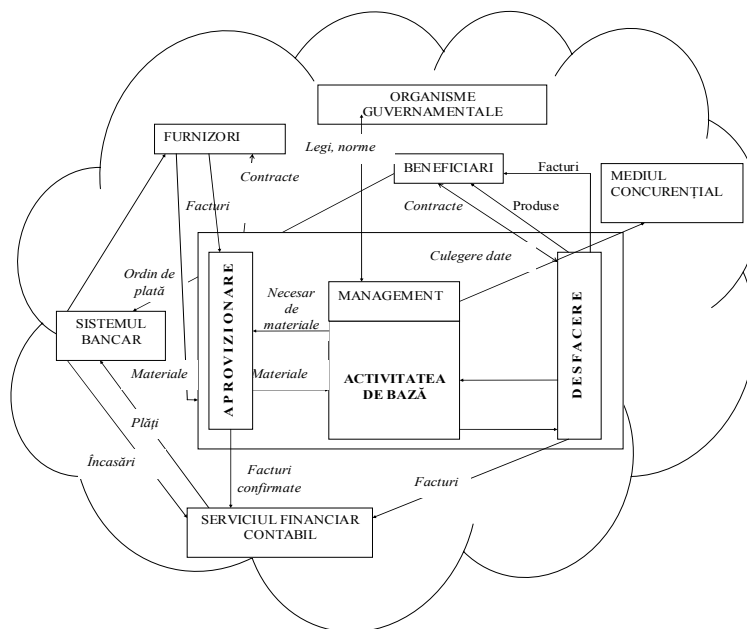 ORGANISME
GUVERNAMENTALE
FURNIZORI
Legi, norme
BENEFICIARI
Facturi
MEDIUL
CONCURENȚIAL
Contracte
Facturi
Contracte
Produse
Culegere date
Ordin de
plată
APROVIZIONARE
Necesar
de
materiale
MANAGEMENT
DESFACERE
SISTEMUL
BANCAR
Materiale
Materiale
ACTIVITATEA
DE BAZĂ
Plăți
Încasări
Facturi
confirmate
Facturi
SERVICIUL FINANCIAR
CONTABIL